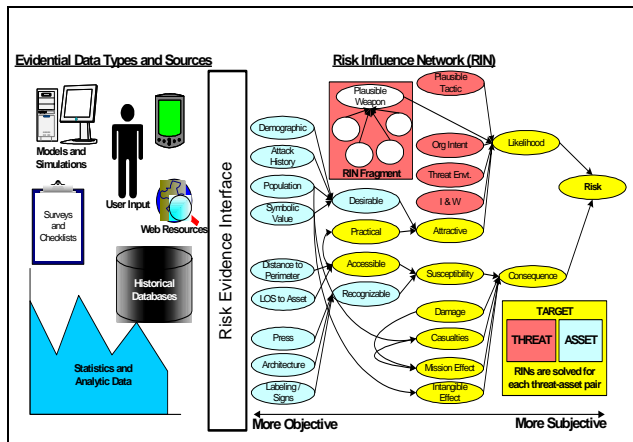 Evidential Data Types and Sources
Models and
Simulations
User Input
Surveys
and
Checklists
Web Resources
Historical
Databases
Statistics and
Analytic Data
Risk Evidence Interface
Risk Influence Network (RIN)
Plausible
Weapon
RIN Fragment
Plausible
Tactic
Org Intent
Threat Envt.
I & W
Likelihood
Risk
Demographic
Attack
History
Population
Symbolic
Value
Desirable
Practical
Attractive
Distance to
Perimeter
LOS to Asset
Accessible
Recognizable
Susceptibility
Consequence
Press
Architecture
Labeling /
Signs
Damage
Casualties
Mission Effect
Intangible
Effect
TARGET
THREAT
ASSET
RINs are solved for
each threat-asset pair
More Objective
More Subjective